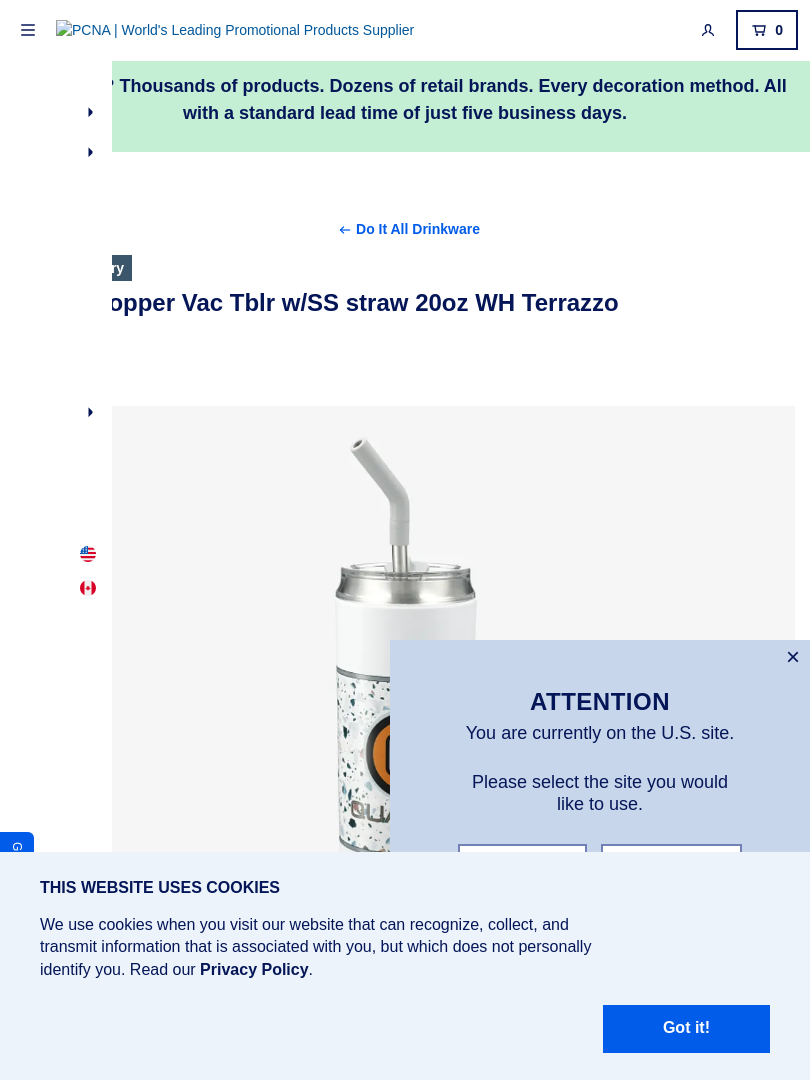 PCNA | World's Leading Promotional Products Supplier
0
? Thousands of products. Dozens of retail brands. Every decoration method. All
with a standard lead time of just five business days.
Do It All Drinkware
ry
opper Vac Tblr w/SS straw 20oz WH Terrazzo
ATTENTION
You are currently on the U.S. site.
Please select the site you would
like to use.
G
THIS WEBSITE USES COOKIES
We use cookies when you visit our website that can recognize, collect, and
transmit information that is associated with you, but which does not personally
identify you. Read our Privacy Policy.
Got it!